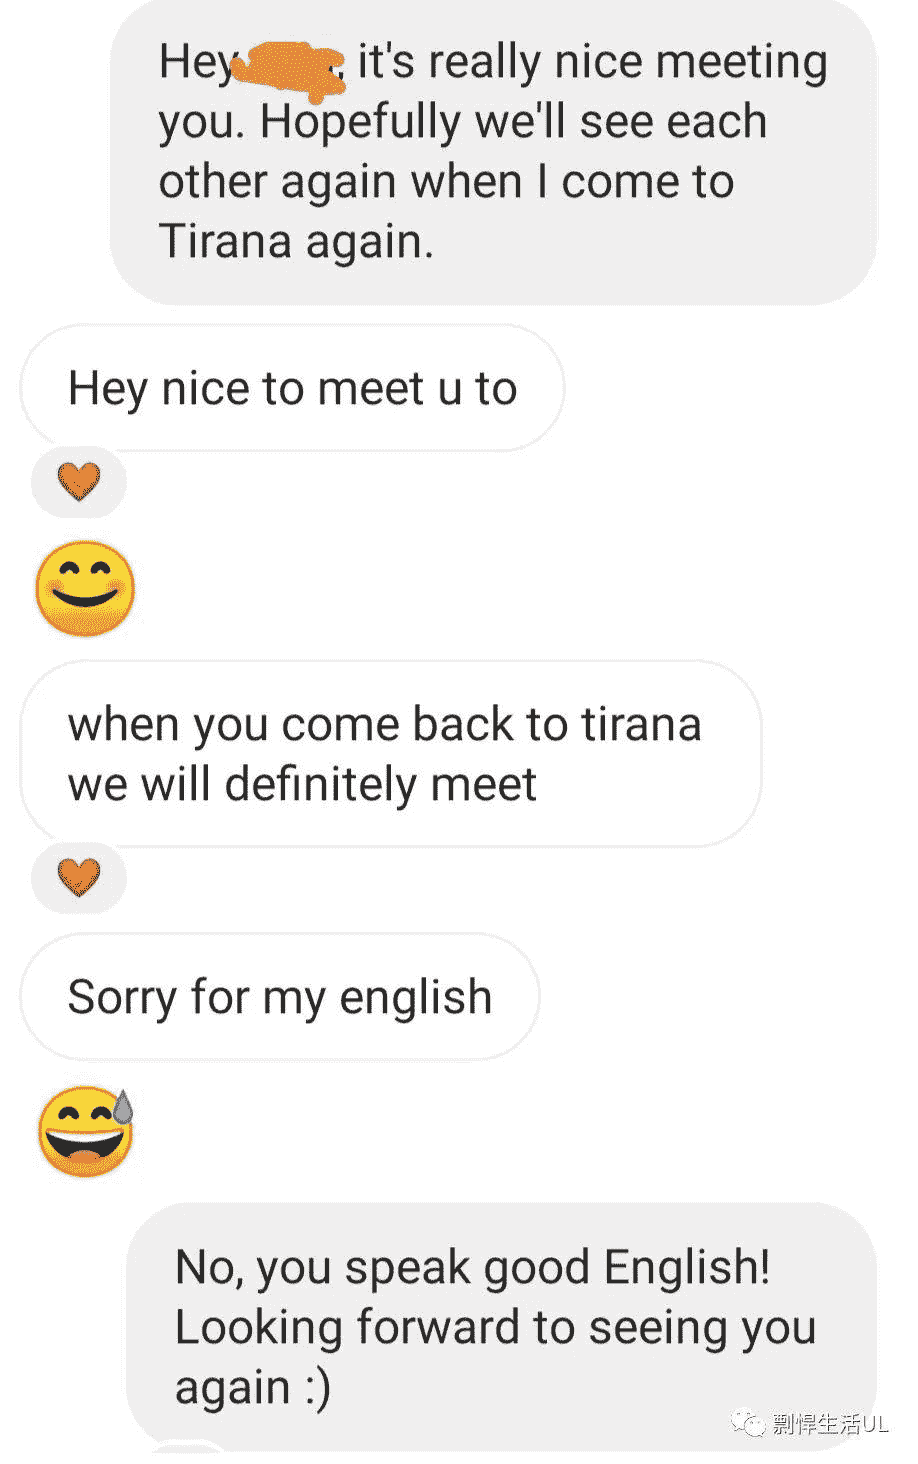 Hey, it's really nice meeting
you. Hopefully we'll see each
other again when I come to
Tirana again.
Hey nice to meet u to
when you come back to tirana
we will definitely meet
Sorry for my english
No, you speak good English!
Looking forward to seeing you
again :)
剽悍生活UL